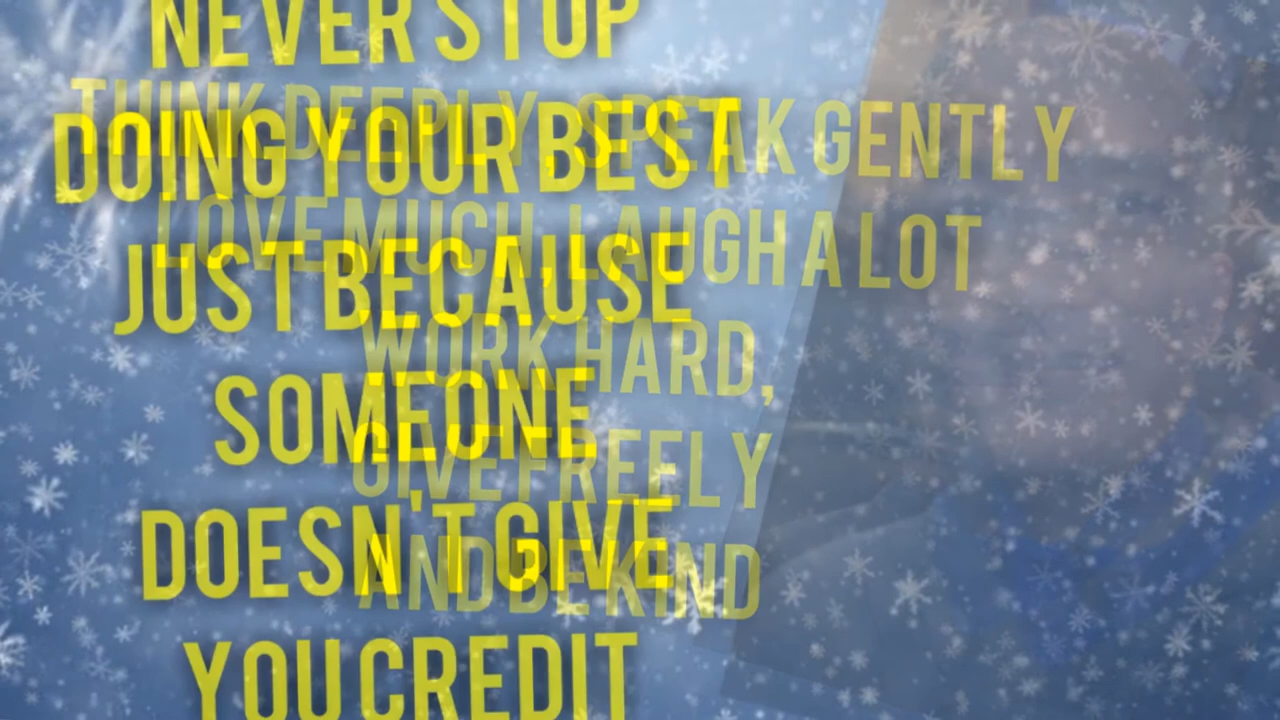 NEVER STOP
DOING YOUR BEST
JUST BECAUSE
SOMEONE
DOESN'T GIVE
YOU CREDIT
THINK DEEPLY, SPEAK GENTLY
LOVE MUCH, LAUGH A LOT
WORK HARD,
GIVE FREELY
AND BE KIND